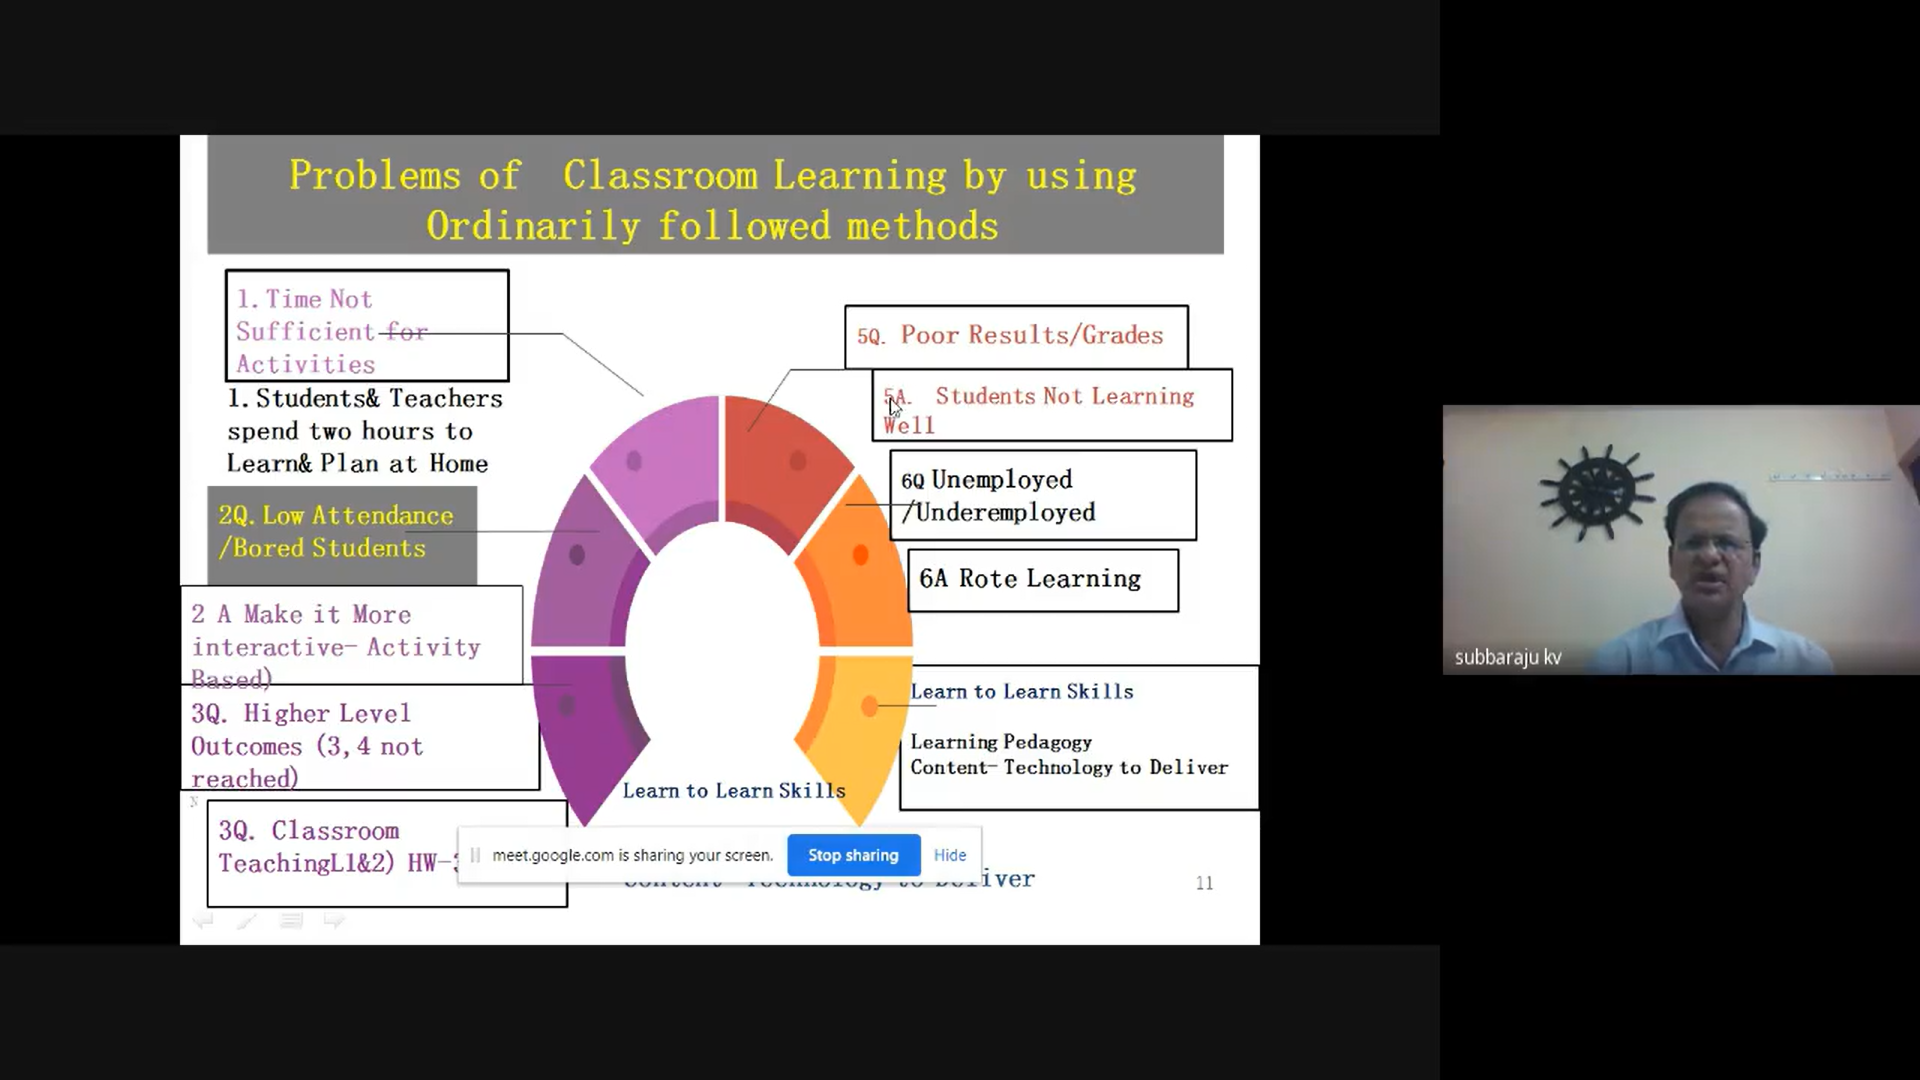 Problems of Classroom Learning by using
Ordinarily followed methods
1. Time Not
Sufficient for
Activities
1. Students& Teachers
spend two hours to
Learn& Plan at Home
2Q. Low Attendance
/Bored Students
2 A Make it More
interactive- Activity
Based)
3Q. Higher Level
Outcomes (3,4 not
reached)
3Q. Classroom
TeachingL1&2) HW-
5Q. Poor Results/Grades
5A. Students Not Learning
Well
6Q Unemployed
/Underemployed
6A Rote Learning
Learn to Learn Skills
Learning Pedagogy
Content- Technology to Deliver
Learn to Learn Skills
meet.google.com is sharing your screen.
Stop sharing
Hide
Content- Technology to Deliver
11
subbaraju kv